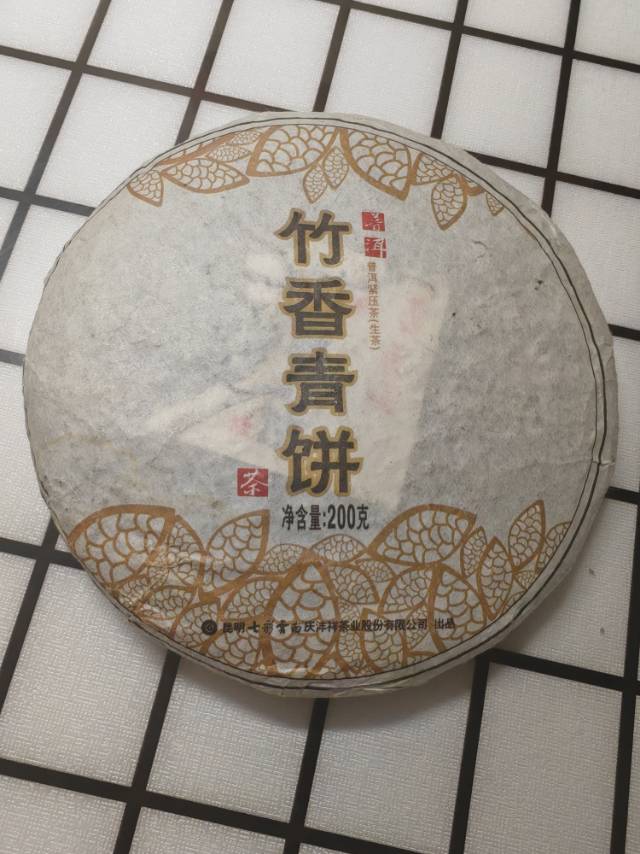 普洱
普洱紧压茶(生茶)
竹香青饼
茶
净含量:200克
昆明七彩云南庆沣祥茶业股份有限公司 出品